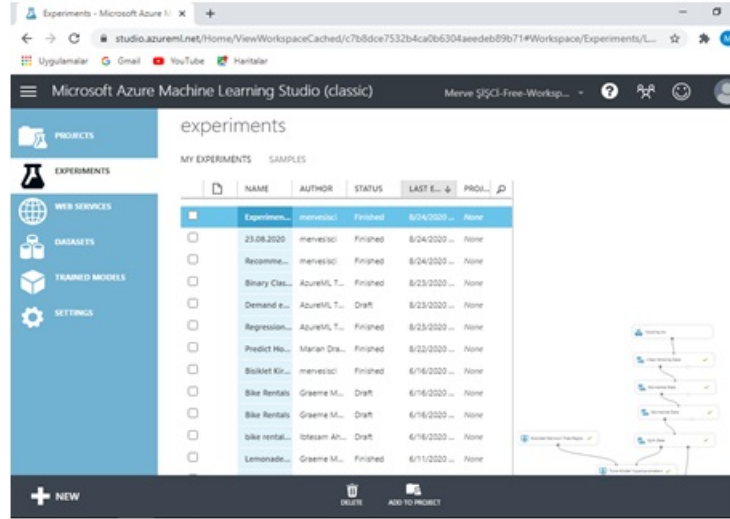 Experiments - Microsoft Azure M
studio.azureml.net/Home/ViewWorkspaceCached/c7b8dce7532b4ca0b6304aeedeb89b71#Workspace/Experiments/L...
Uygulamalar Gmail YouTube Haritalar
Microsoft Azure Machine Learning Studio (classic) Merve ŞİŞCİ-Free-Worksp...
PROJECTS
EXPERIMENTS
WEB SERVICES
DATASETS
TRAINED MODELS
SETTINGS
experiments
MY EXPERIMENTS SAMPLES
NAME AUTHOR STATUS LAST E... PROJ...
Experimen... mervesisci Finished 8/24/2020 ... None
23.08.2020 mervesisci Finished 8/24/2020 ... None
Recomme... mervesisci Finished 8/24/2020 ... None
Binary Clas... AzureML T... Finished 8/23/2020 ... None
Demand e... AzureML T... Draft 8/23/2020 ... None
Regression... AzureML T... Finished 8/23/2020 ... None
Predict Ho... Marian Dra... Finished 8/22/2020 ... None
Bisiklet Kir... mervesisci Finished 6/16/2020 ... None
Bike Rentals Graeme M... Draft 6/16/2020 ... None
Bike Rentals Graeme M... Draft 6/16/2020 ... None
bike rental... Ibtesam Ah... Draft 6/16/2020 ... None
Lemonade... Graeme M... Finished 6/11/2020 ... None
NEW
DELETE
ADD TO PROJECT